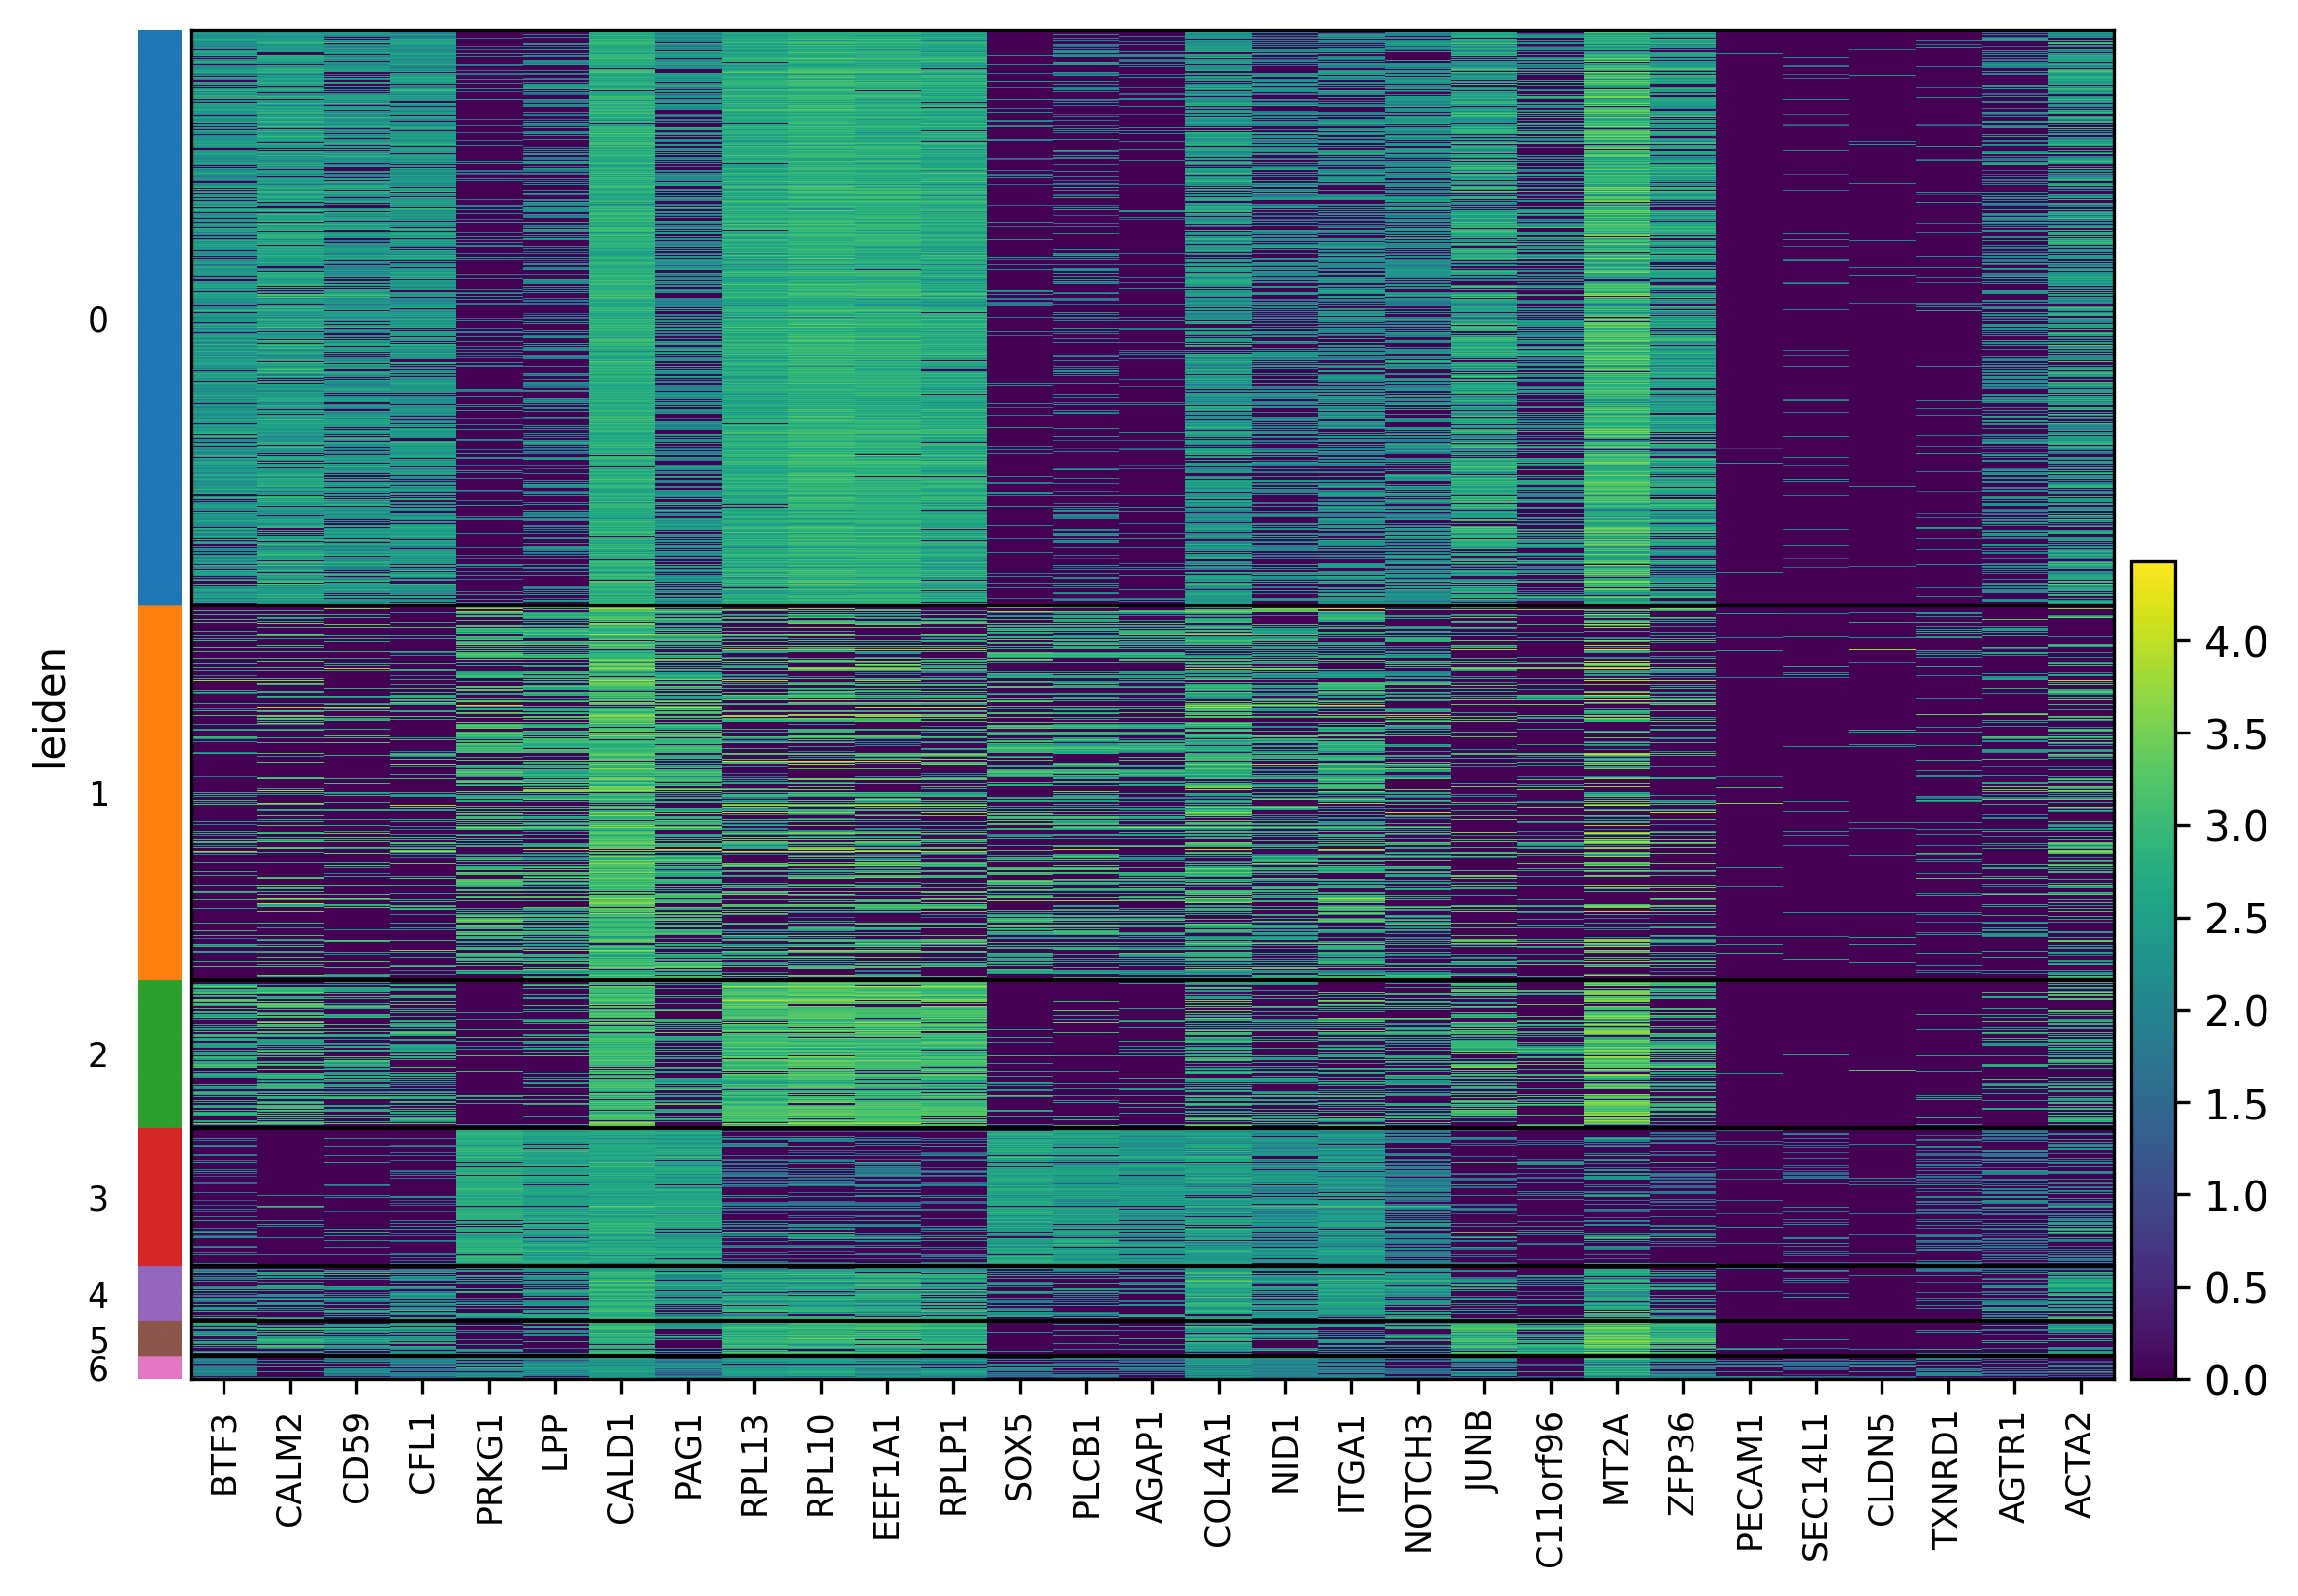 leiden
0
1
2
3
4
5
6
4.0
3.5
3.0
2.5
2.0
1.5
1.0
0.5
0.0
BTF3
CALM2
CD59
CFL1
PRKG1
LPP
CALD1
PAG1
RPL13
RPL10
EEF1A1
RPLP1
SOX5
PLCB1
AGAP1
COL4A1
NID1
ITGA1
NOTCH3
JUNB
C11orf96
MT2A
ZFP36
PECAM1
SEC14L1
CLDN5
TXNRD1
AGTR1
ACTA2